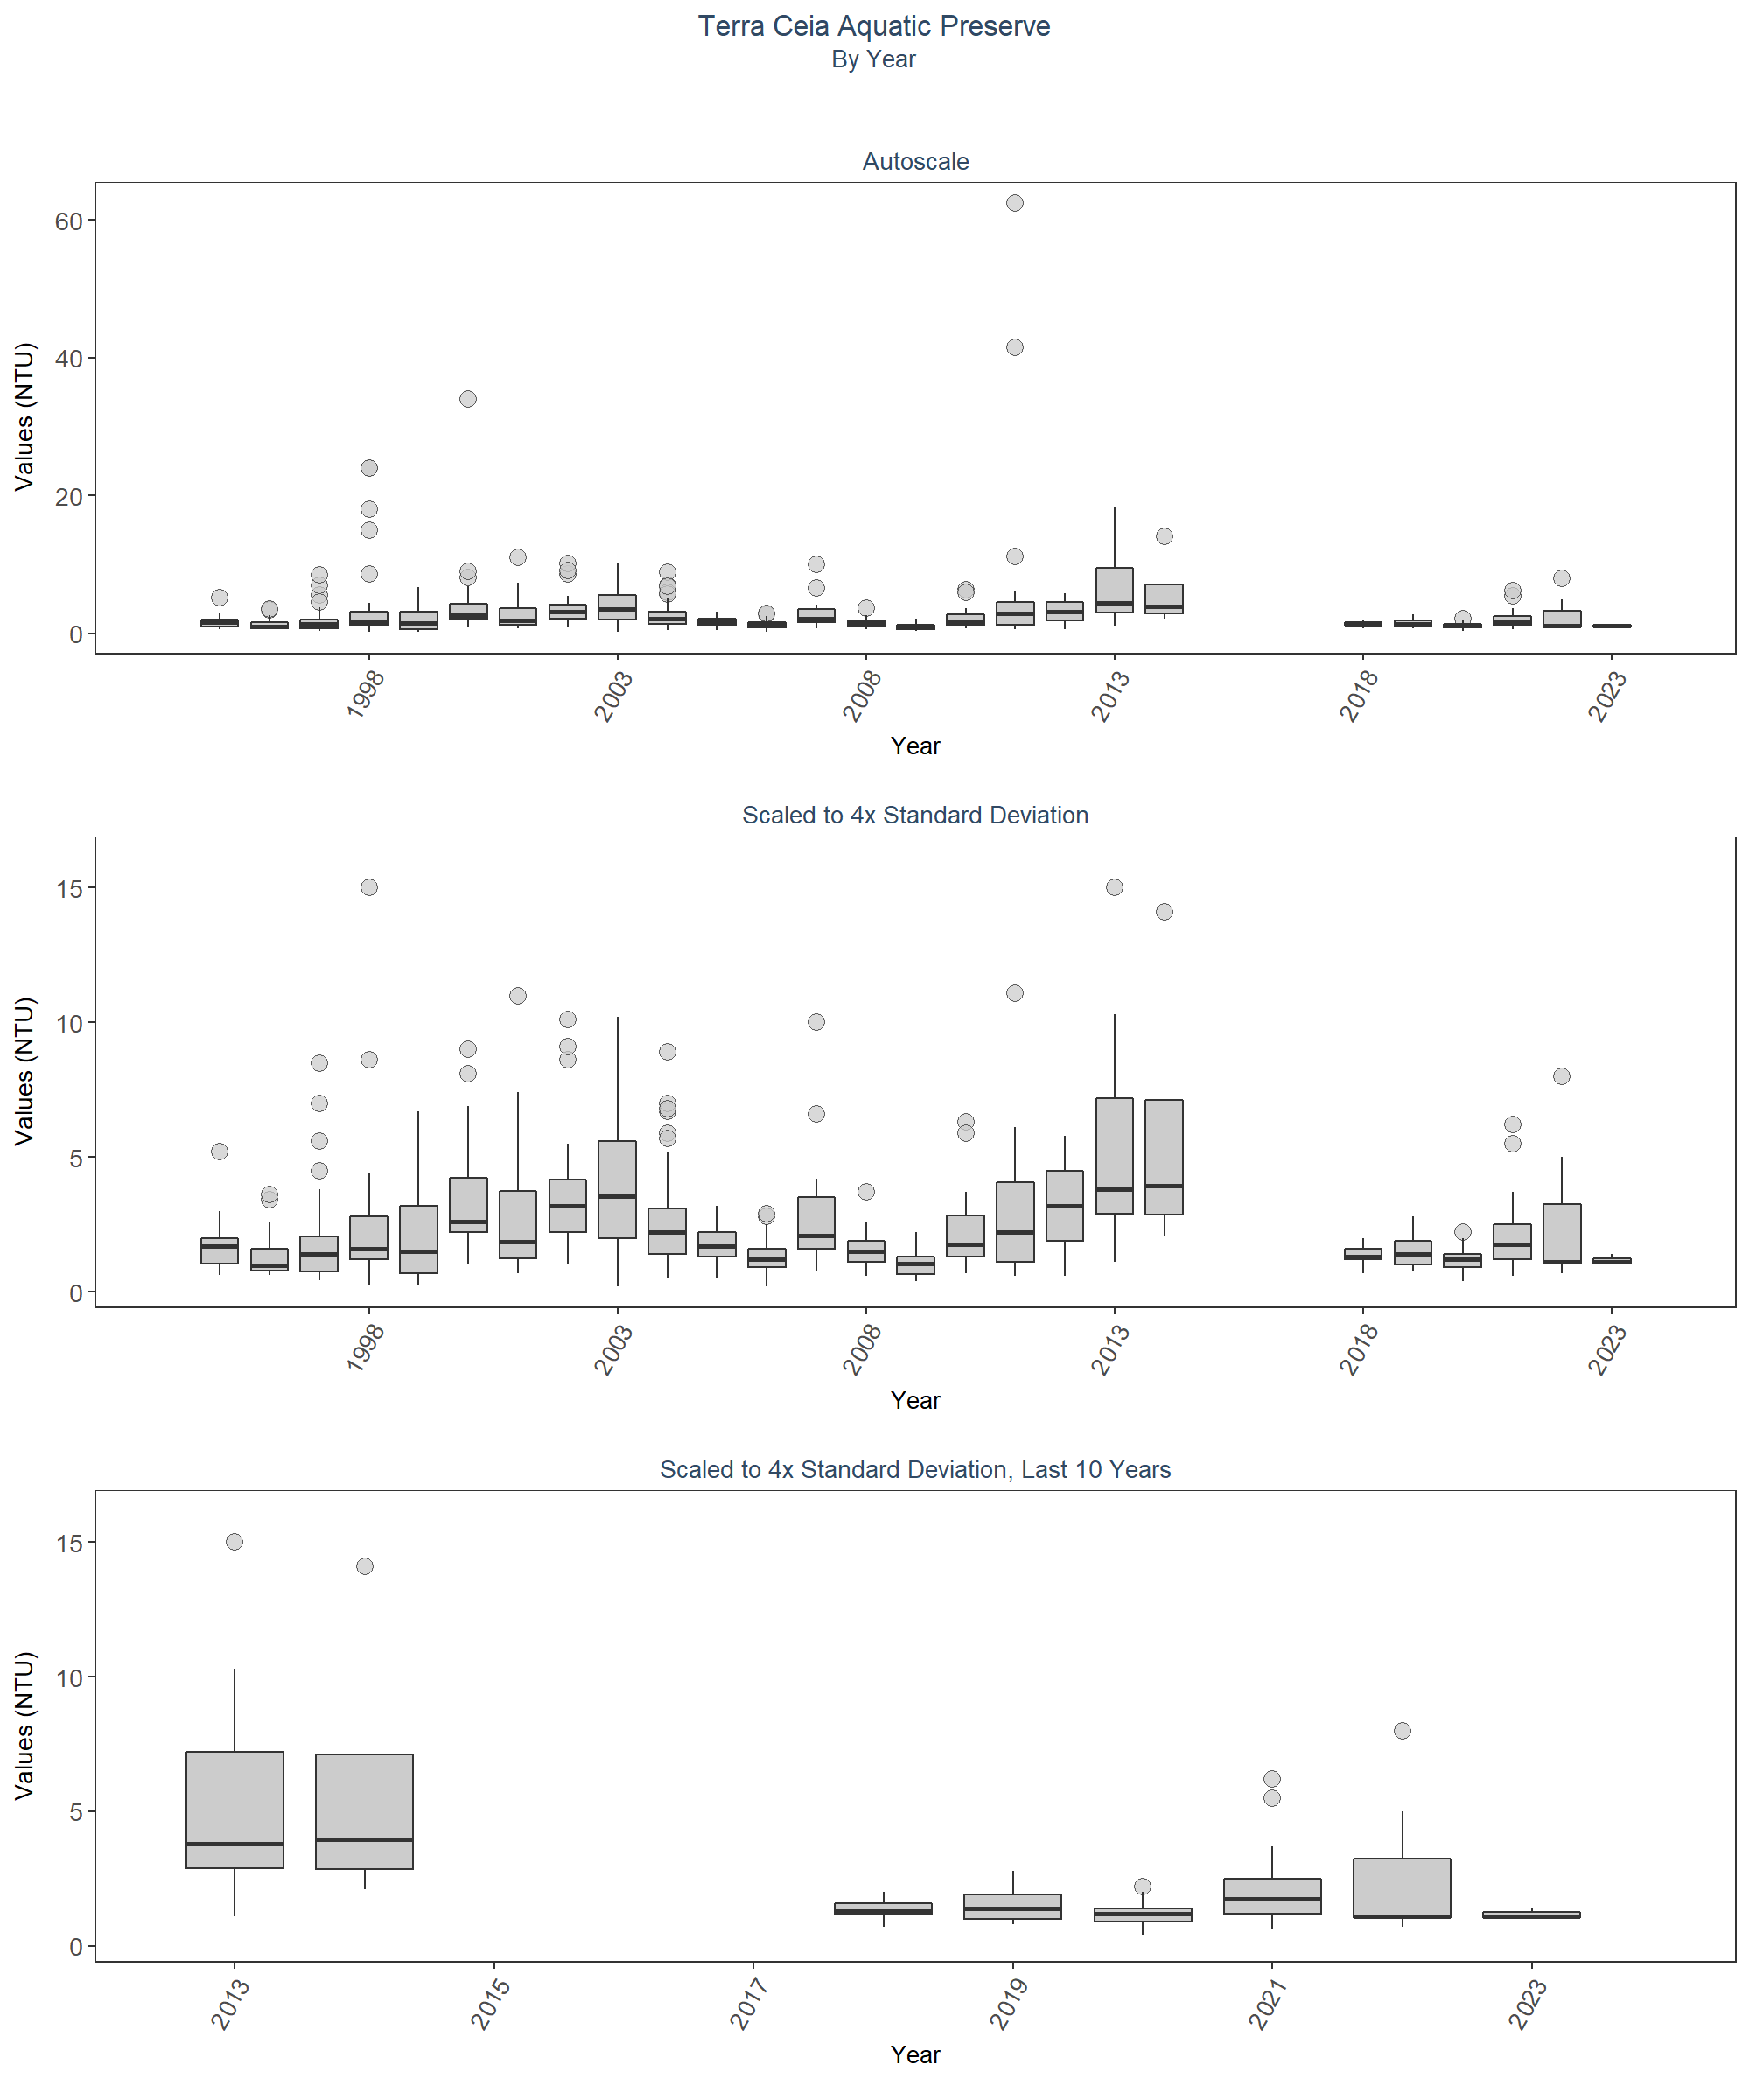 Terra Ceia Aquatic Preserve
By Year
Autoscale
Values (NTU)
60
40
20
0
1998
2003
2008
2013
2018
2023
Year
Scaled to 4x Standard Deviation
Values (NTU)
15
10
5
0
1998
2003
2008
2013
2018
2023
Year
Scaled to 4x Standard Deviation, Last 10 Years
Values (NTU)
15
10
5
0
2013
2015
2017
2019
2021
2023
Year